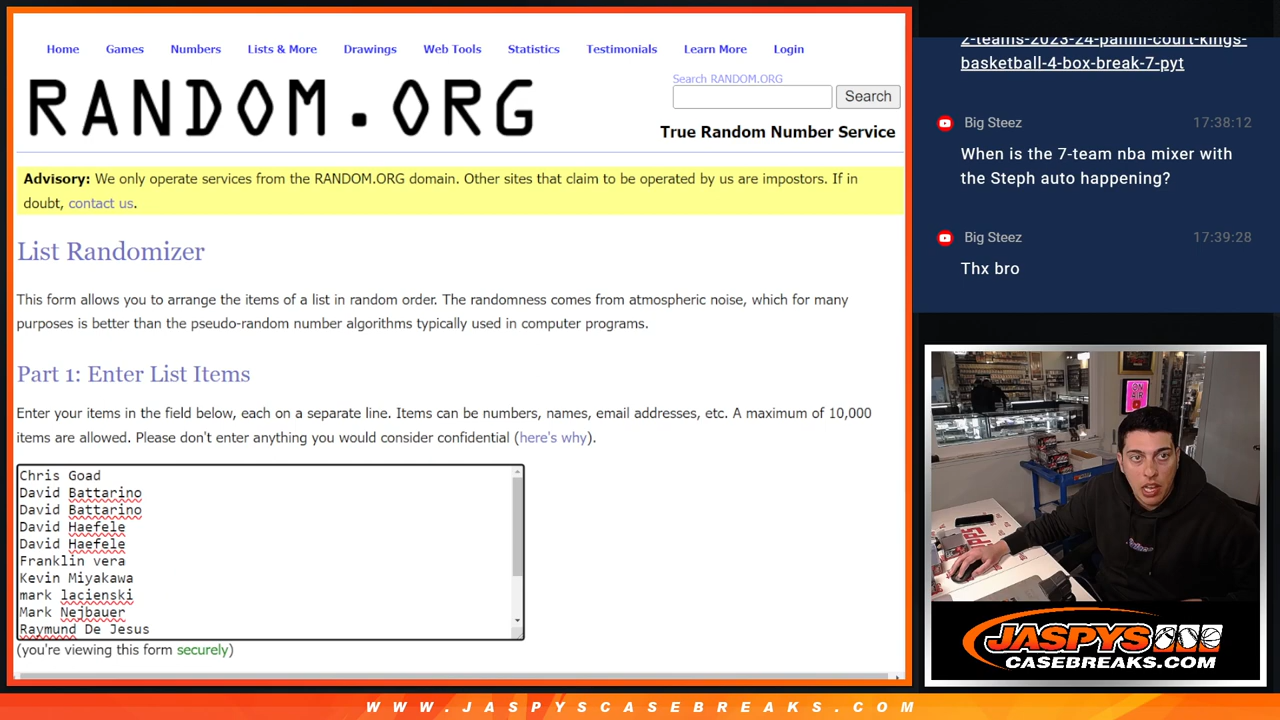 Home Games Numbers Lists & More Drawings Web Tools Statistics Testimonials Learn More Login
RANDOM.ORG
Search RANDOM.ORG
Search
True Random Number Service
Advisory: We only operate services from the RANDOM.ORG domain. Other sites that claim to be operated by us are impostors. If in
doubt, contact us.
List Randomizer
This form allows you to arrange the items of a list in random order. The randomness comes from atmospheric noise, which for many
purposes is better than the pseudo-random number algorithms typically used in computer programs.
Part 1: Enter List Items
Enter your items in the field below, each on a separate line. Items can be numbers, names, email addresses, etc. A maximum of 10,000
items are allowed. Please don't enter anything you would consider confidential (here's why).
Chris Goad
David Battarino
David Battarino
David Haefele
David Haefele
Franklin vera
Kevin Miyakawa
mark lacienski
Mark Nejbauer
Raymund De Jesus
(you're viewing this form securely)
2-teams-2023-24-panini-court-kings-
basketball-4-box-break-7-pyt
Big Steez 17:38:12
When is the 7-team nba mixer with
the Steph auto happening?
Big Steez 17:39:28
Thx bro
ON
AIR
JASPYS
CASEBREAKS.COM
WWW.JASPYSCASEBREAKS.COM